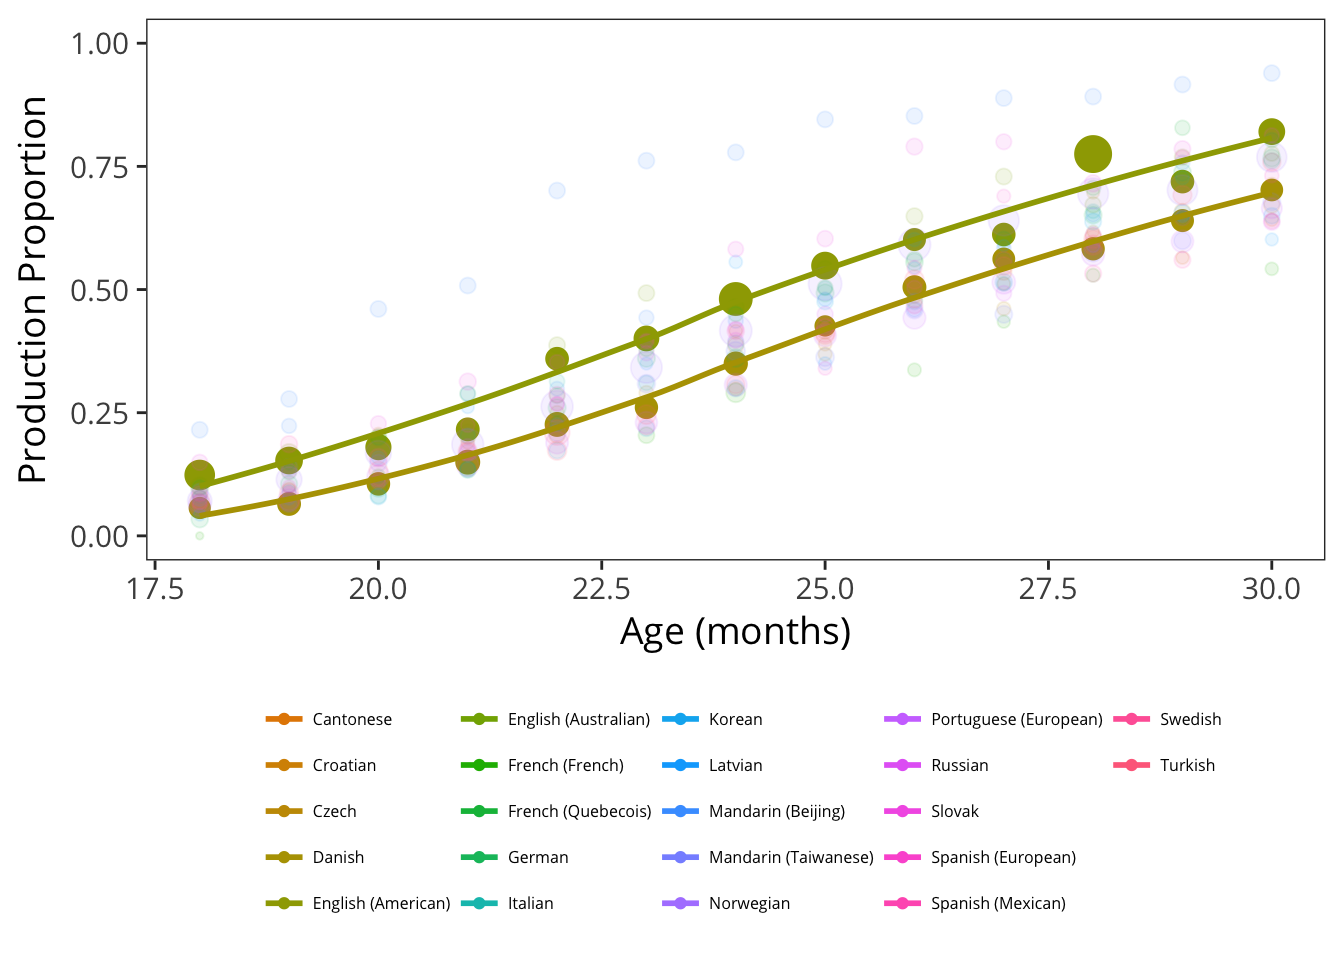 1.00
0.75
0.50
0.25
0.00
Production Proportion
17.5 20.0 22.5 25.0 27.5 30.0
Age (months)
Cantonese English (Australian) Korean Portuguese (European) Swedish
Croatian French (French) Latvian Russian Turkish
Czech French (Quebecois) Mandarin (Beijing) Slovak
Danish German Mandarin (Taiwanese) Spanish (European)
English (American) Italian Norwegian Spanish (Mexican)